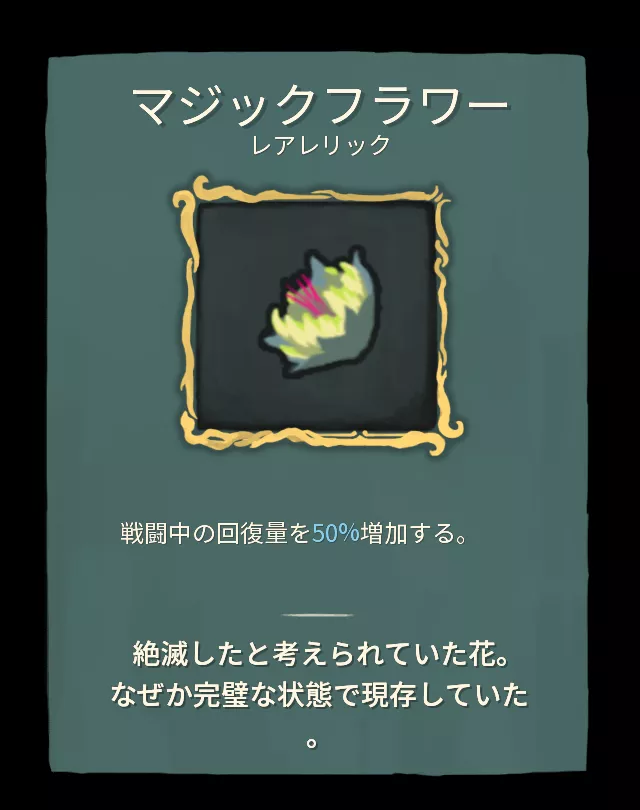 マジックフラワー
レアレリック
戦闘中の回復量を50%増加する。
絶滅したと考えられていた花。
なぜか完璧な状態で現存していた
。